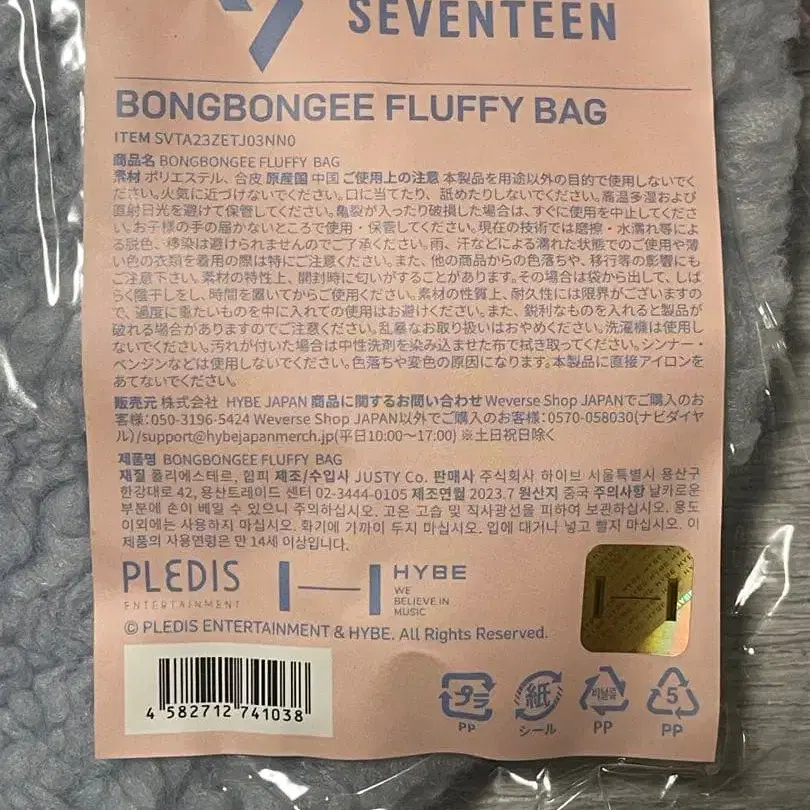 SEVENTEEN
BONGBONGEE FLUFFY BAG
ITEM SVTA23ZETJ03NN0
商品名 BONGBONGEE FLUFFY BAG
素材 ポリエステル、合皮 原産国 中国 ご使用上の注意 本製品を用途以外の目的で使用しないでく
ださい。火気に近づけないでください。口に当てたり、舐めたりしないでください。高温多湿および
直射日光を避けて保管してください。亀裂が入ったり破損した場合は、すぐに使用を中止してくださ
い。お子様の手の届かないところで使用・保管してください。現在の技術では磨擦・水濡れ等によ
る脱色、移染は避けられませんのでご了承ください。雨、汗などによる濡れた状態でのご使用や薄
い色の衣類を着用の際は特にご注意ください。また、他の商品からの色落ちや、移行等の影響にも
ご注意下さい。素材の特性上、開封時に匂いがすることがあります。その場合は袋から出して、しば
らく陰干しをし、時間を置いてからご使用ください。素材の性質上、耐久性には限界がございますの
で、過度に重たいものを中に入れての使用はお避けください。また、鋭利なものを入れると製品が
破れる場合がありますのでご注意ください。乱暴なお取り扱いはおやめください。洗濯機は使用し
ないでください。汚れが付いた場合は中性洗剤を染み込ませた布で拭き取ってください。シンナー・
ベンジンなどは使用しないでください。色落ちや変色の原因になります。本製品に直接アイロンを
あてないでください。
販売元 株式会社 HYBE JAPAN 商品に関するお問い合わせ Weverse Shop JAPANでご購入のお
客様:050-3196-5424 Weverse Shop JAPAN以外でご購入のお客様:0570-058030(ナビダイヤ
ル)/support@hybejapanmerch.jp(平日10:00〜17:00) ※土日祝日除く
제품명 BONGBONGEE FLUFFY BAG
재질 폴리에스테르, 합피 제조/수입사 JUSTY Co. 판매사 주식회사 하이브 서울특별시 용산구
한강대로 42, 용산트레이드 센터 02-3444-0105 제조연월 2023.7 원산지 중국 주의사항 날카로운
부분에 손이 베일 수 있으니 주의하십시오. 고온 고습 및 직사광선을 피하여 보관하십시오. 용도
이외에는 사용하지 마십시오. 화기에 가까이 두지 마십시오. 입에 대거나 넣고 빨지 마십시오. 이
제품의 사용연령은 만 14세 이상입니다.
PLEDIS
ENTERTAINMENT
HYBE
WE
BELIEVE IN
MUSIC
© PLEDIS ENTERTAINMENT & HYBE. All Rights Reserved.
4 582712 741038
プラ
PP
紙
シール
비닐류
PP
5
PP